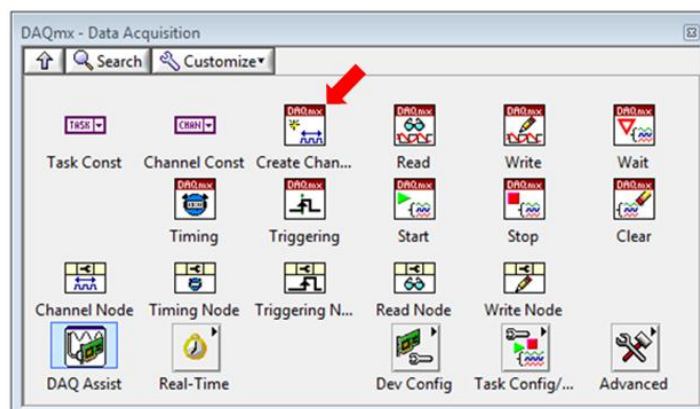 DAQmx - Data Acquisition
Search Customize
TASK CHAN DAQmx DAQmx DAQmx DAQmx
Task Const Channel Const Create Chan... Read Write Wait
DAQmx DAQmx DAQmx DAQmx DAQmx
Timing Triggering Start Stop Clear
Channel Node Timing Node Triggering N... Read Node Write Node
DAQ Assist Real-Time Dev Config Task Config/... Advanced